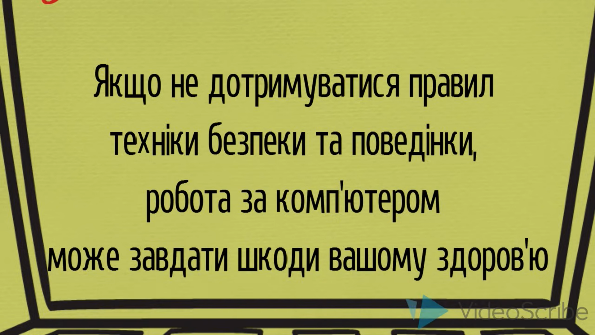 Якщо не дотримуватися правил
техніки безпеки та поведінки,
робота за комп'ютером
може завдати шкоди вашому здоров'ю
VideoScribe